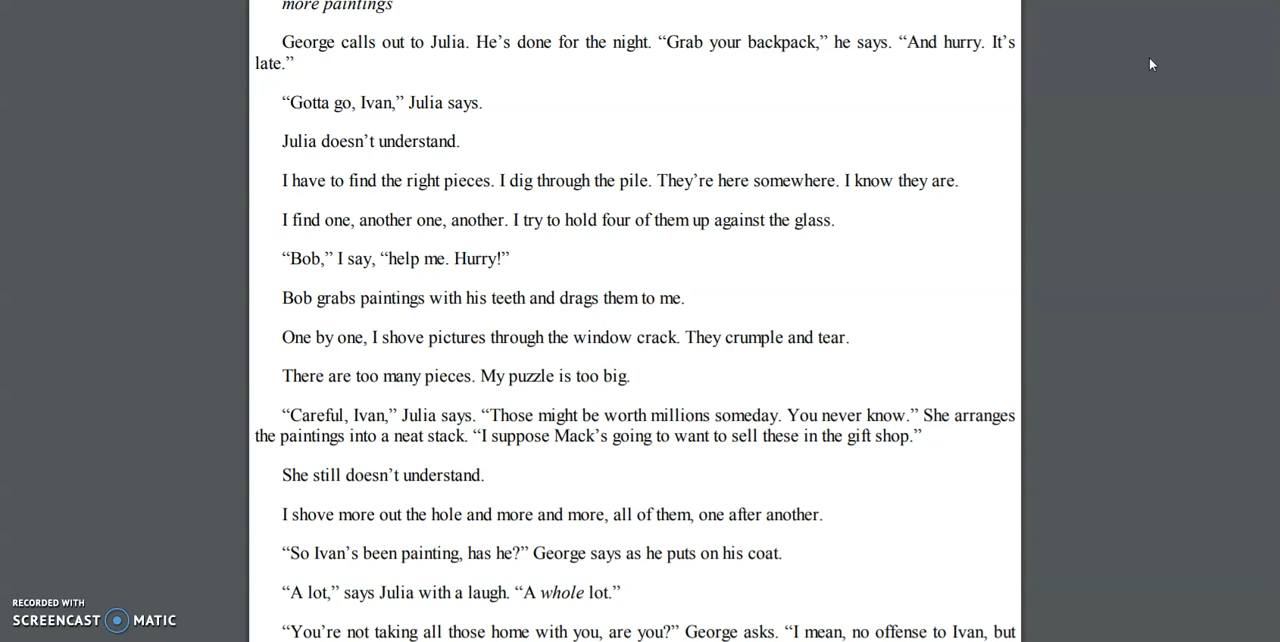 more paintings
George calls out to Julia. He’s done for the night. “Grab your backpack,” he says. “And hurry. It’s
late.”
“Gotta go, Ivan,” Julia says.
Julia doesn’t understand.
I have to find the right pieces. I dig through the pile. They’re here somewhere. I know they are.
I find one, another one, another. I try to hold four of them up against the glass.
“Bob,” I say, “help me. Hurry!”
Bob grabs paintings with his teeth and drags them to me.
One by one, I shove pictures through the window crack. They crumple and tear.
There are too many pieces. My puzzle is too big.
“Careful, Ivan,” Julia says. “Those might be worth millions someday. You never know.” She arranges
the paintings into a neat stack. “I suppose Mack’s going to want to sell these in the gift shop.”
She still doesn’t understand.
I shove more out the hole and more and more, all of them, one after another.
“So Ivan’s been painting, has he?” George says as he puts on his coat.
“A lot,” says Julia with a laugh. “A whole lot.”
“You’re not taking all those home with you, are you?” George asks. “I mean, no offense to Ivan, but
RECORDED WITH
SCREENCAST MATIC